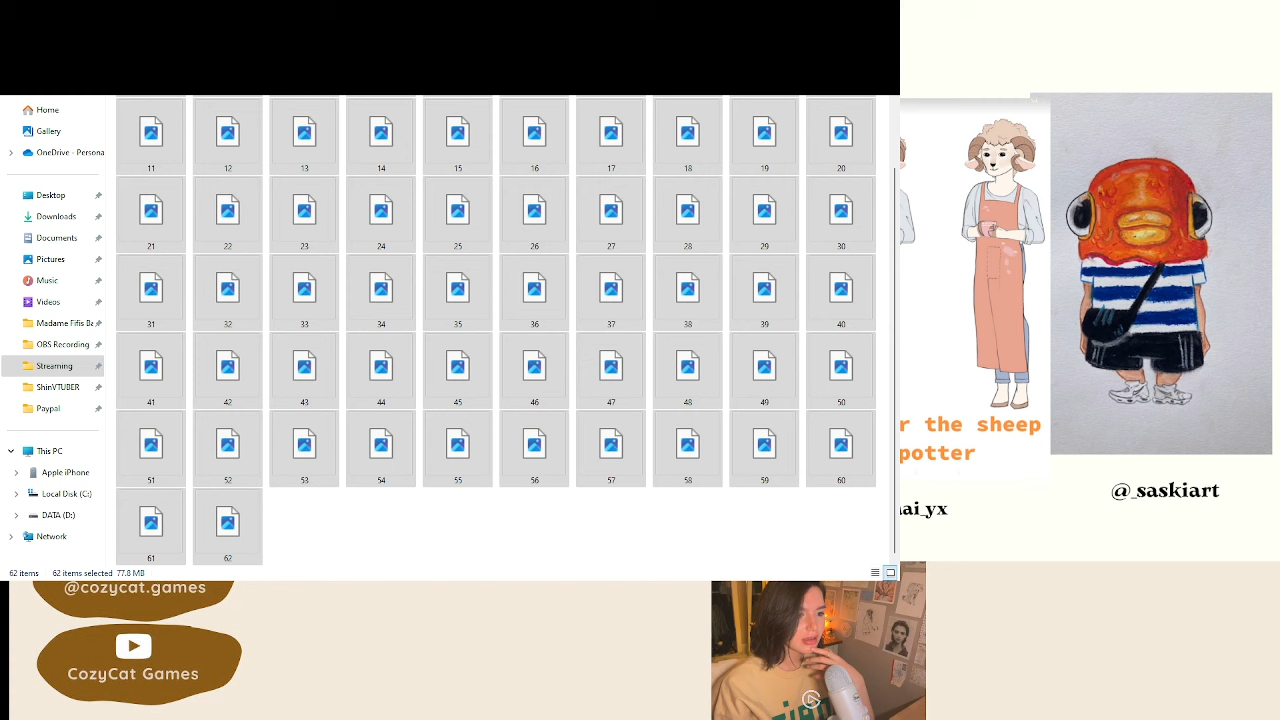 Home
Gallery
OneDrive - Persona
Desktop
Downloads
Documents
Pictures
Music
Videos
Madame Fifis Ba
OBS Recording
Streaming
ShinVTUBER
Paypal
This PC
Apple iPhone
Local Disk (C:)
DATA (D:)
Network
11 12 13 14 15 16 17 18 19 20
21 22 23 24 25 26 27 28 29 30
31 32 33 34 35 36 37 38 39 40
41 42 43 44 45 46 47 48 49 50
51 52 53 54 55 56 57 58 59 60
61 62
62 items 62 items selected 77.8 MB
r the sheep
potter
ai_yx
@_saskiart
@cozycat.games
CozyCat Games